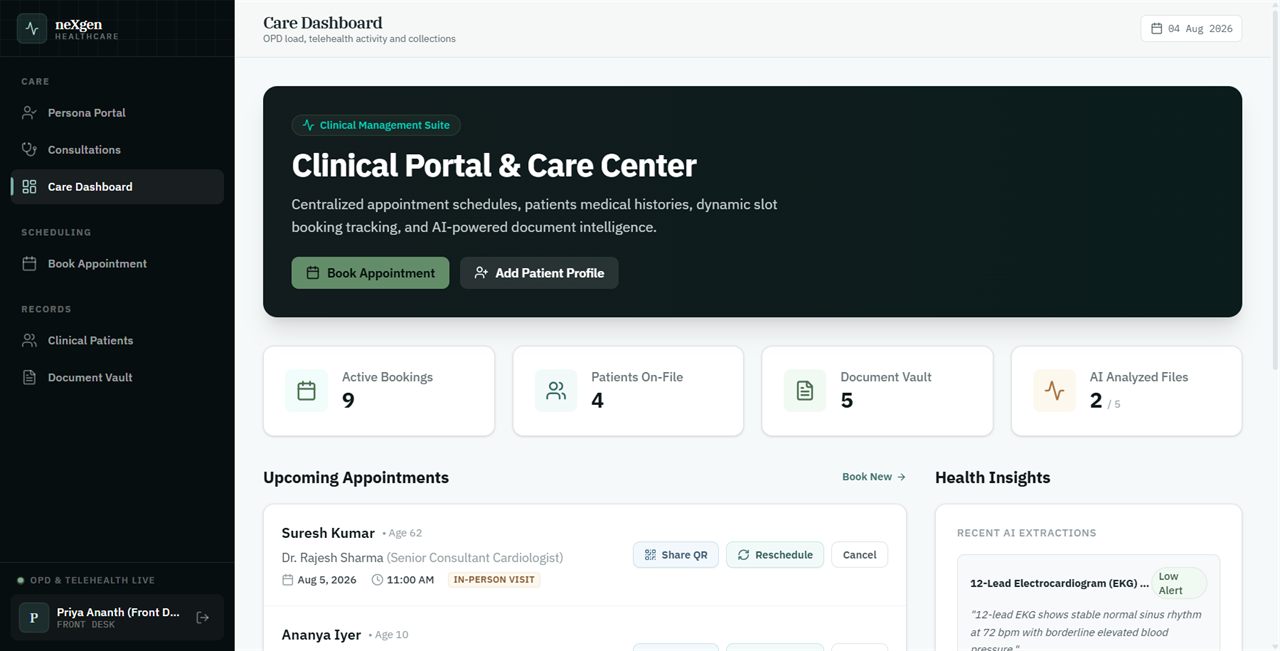 neXgen
HEALTHCARE
CARE
Persona Portal
Consultations
Care Dashboard
SCHEDULING
Book Appointment
RECORDS
Clinical Patients
Document Vault
OPD & TELEHEALTH LIVE
P
Priya Ananth (Front D...
FRONT DESK
Care Dashboard
OPD load, telehealth activity and collections
04 Aug 2026
Clinical Management Suite
Clinical Portal & Care Center
Centralized appointment schedules, patients medical histories, dynamic slot
booking tracking, and AI-powered document intelligence.
Book Appointment
Add Patient Profile
Active Bookings
9
Patients On-File
4
Document Vault
5
AI Analyzed Files
2 / 5
Upcoming Appointments
Book New →
Suresh Kumar • Age 62
Dr. Rajesh Sharma (Senior Consultant Cardiologist)
Aug 5, 2026 11:00 AM IN-PERSON VISIT
Share QR
Reschedule
Cancel
Ananya Iyer • Age 10
Health Insights
RECENT AI EXTRACTIONS
12-Lead Electrocardiogram (EKG) ...
Low
Alert
"12-lead EKG shows stable normal sinus rhythm
at 72 bpm with borderline elevated blood
pressure."